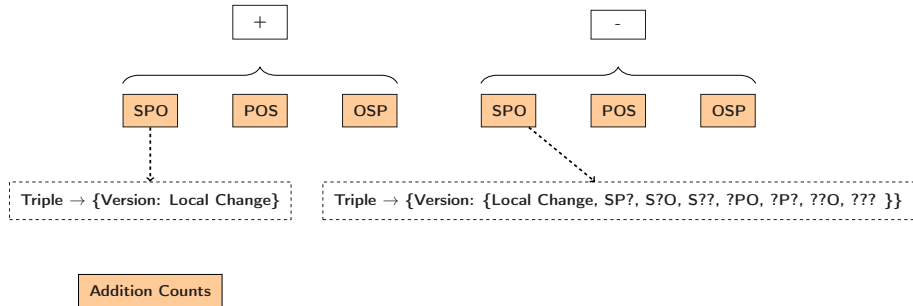 + -
SPO POS OSP SPO POS OSP
Triple → {Version: Local Change} Triple → {Version: {Local Change, SP?, S?O, S??, ?PO, ?P?, ??O, ??? }}
Addition Counts